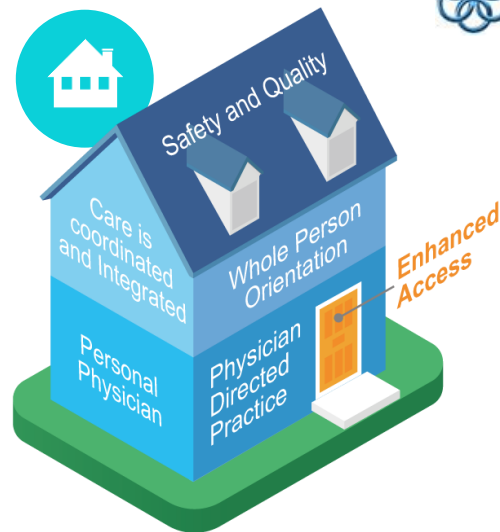 Safety and Quality
Care is
coordinated
and Integrated
Whole Person
Orientation
Enhanced
Access
Personal
Physician
Physician
Directed
Practice